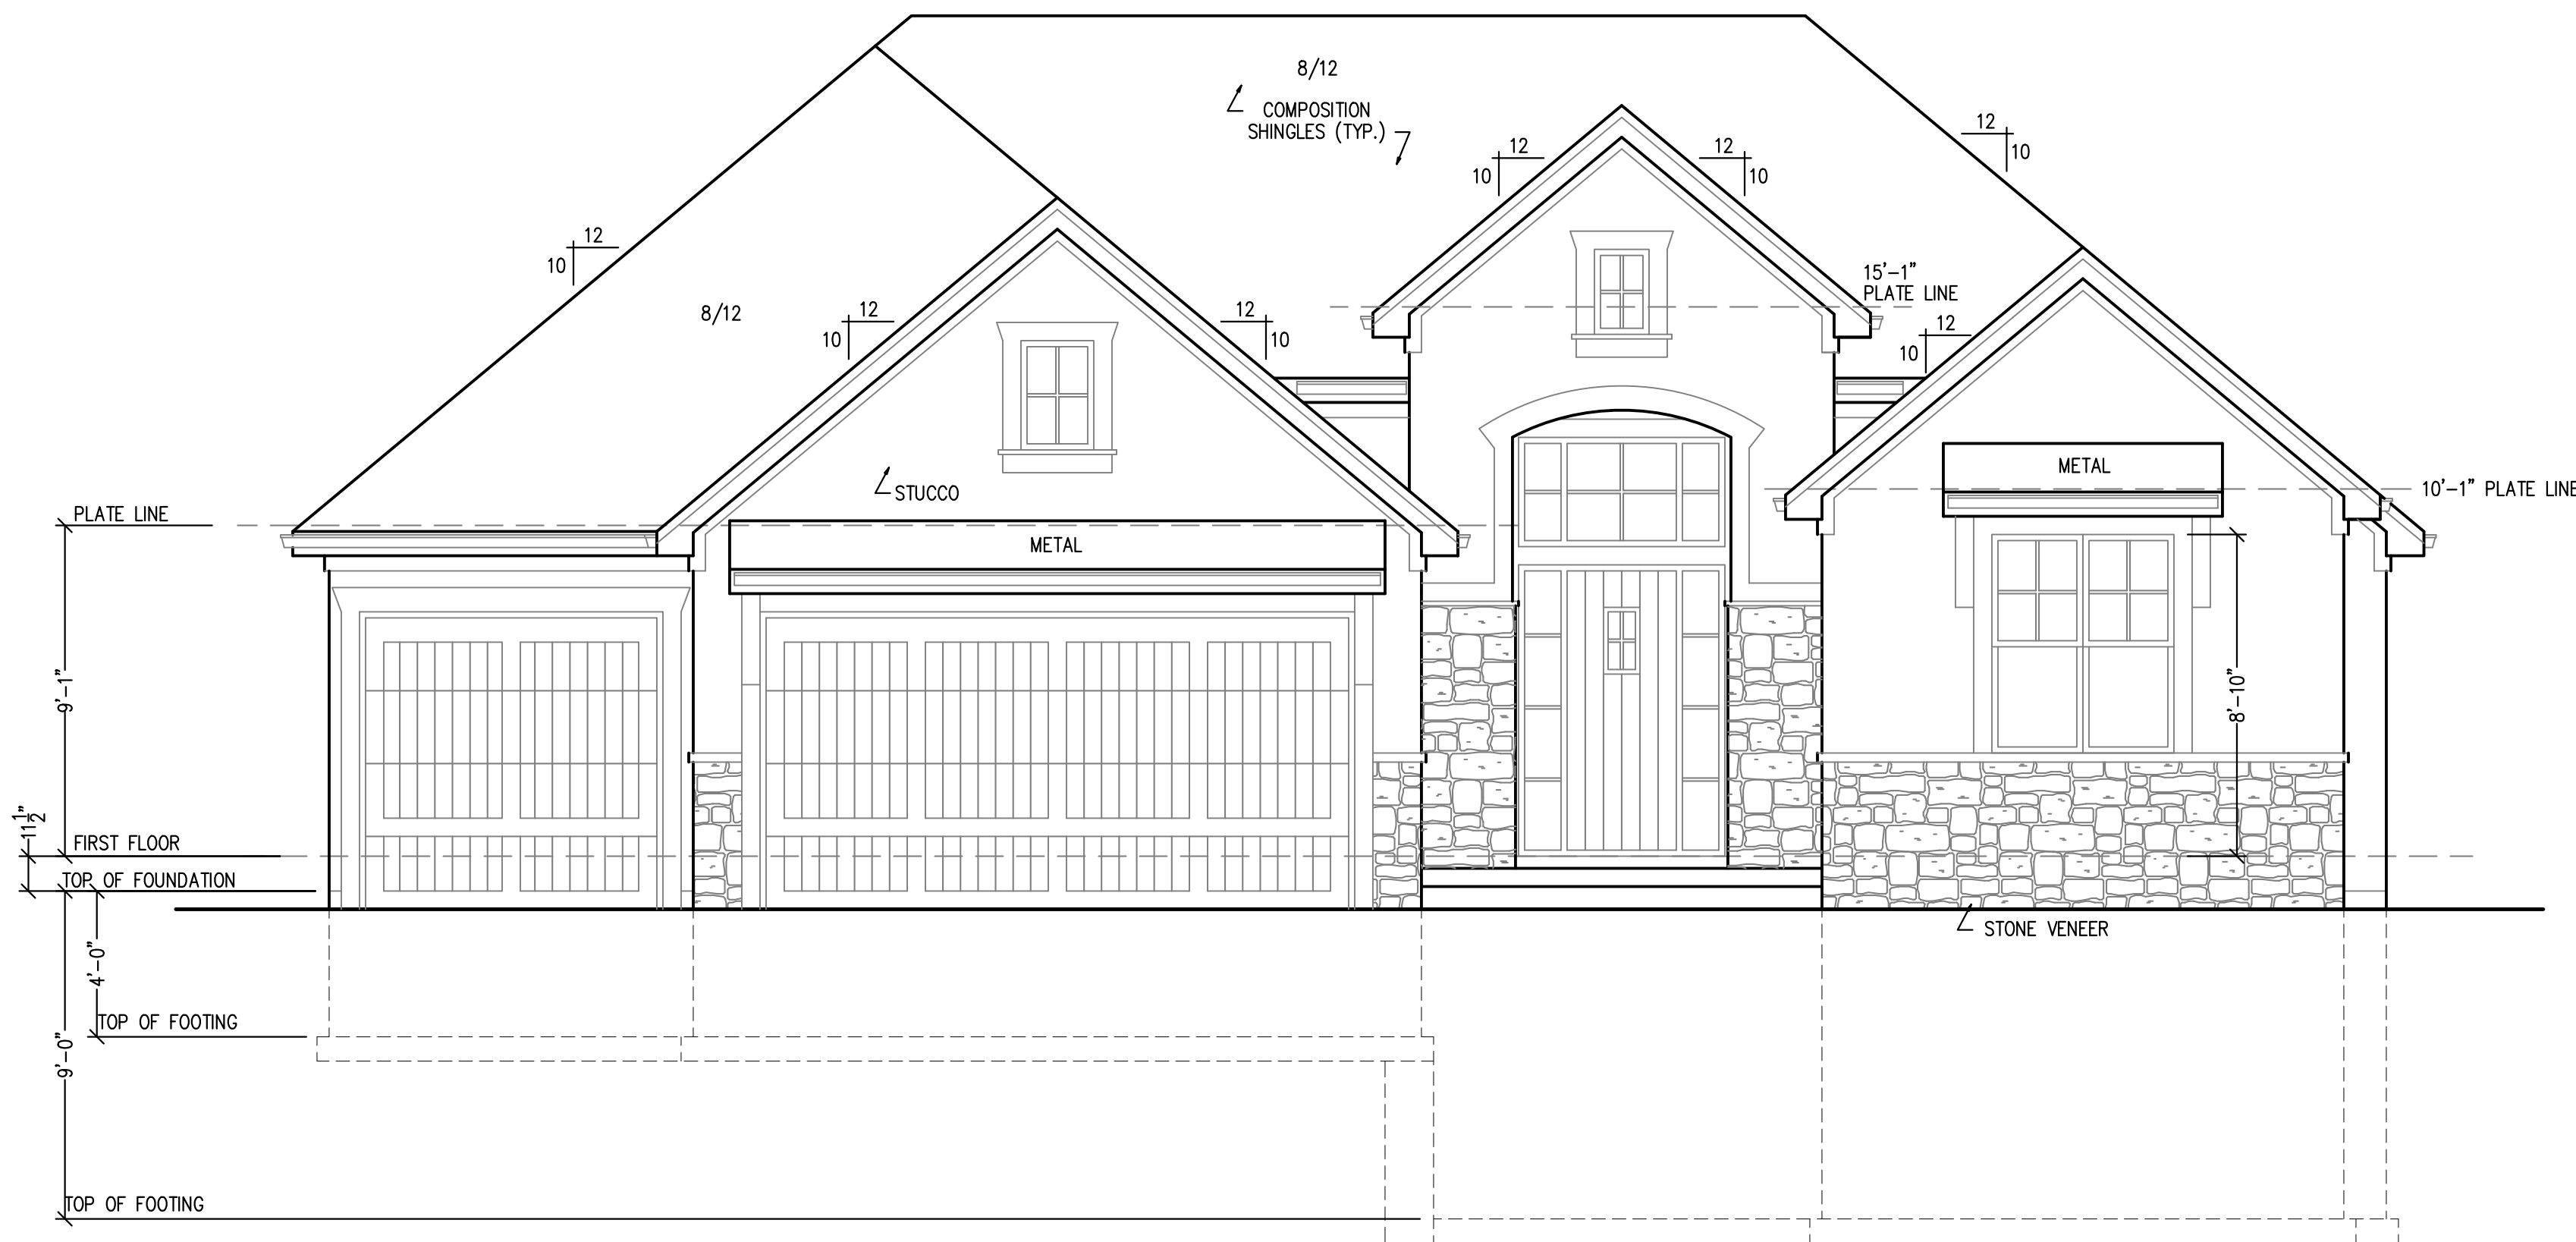 8/12
COMPOSITION
SHINGLES (TYP.)
12
10
12
10
12
10
12
10
8/12
12
10
12
10
15'-1"
PLATE LINE
12
10
METAL
10'-1" PLATE LINE
STUCCO
PLATE LINE
METAL
9'-1"
8'-10"
11 1/2"
FIRST FLOOR
TOP OF FOUNDATION
STONE VENEER
4'-0"
TOP OF FOOTING
9'-0"
TOP OF FOOTING